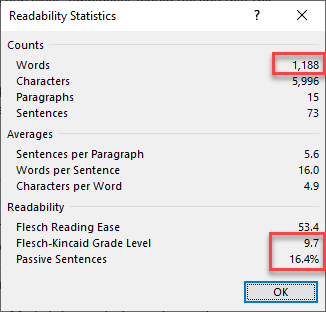 Readability Statistics ? ×
Counts
Words 1,188
Characters 5,996
Paragraphs 15
Sentences 73
Averages
Sentences per Paragraph 5.6
Words per Sentence 16.0
Characters per Word 4.9
Readability
Flesch Reading Ease 53.4
Flesch-Kincaid Grade Level 9.7
Passive Sentences 16.4%
OK